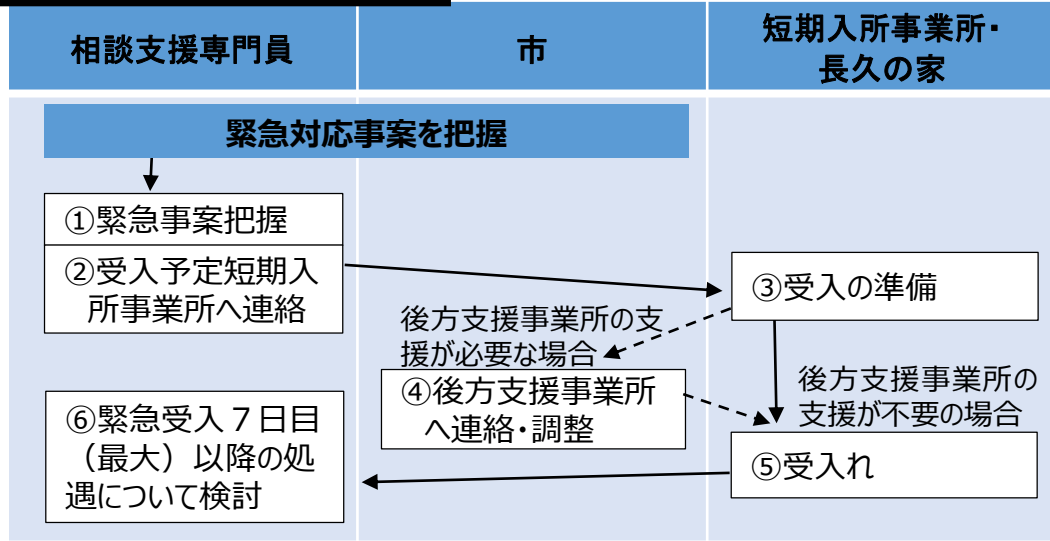 相談支援専門員
市
短期入所事業所・
長久の家
緊急対応事案を把握
①緊急事案把握
②受入予定短期入
所事業所へ連絡
③受入の準備
後方支援事業所の支
援が必要な場合
④後方支援事業所
へ連絡・調整
後方支援事業所の
支援が不要の場合
⑤受入れ
⑥緊急受入７日目
（最大）以降の処
遇について検討